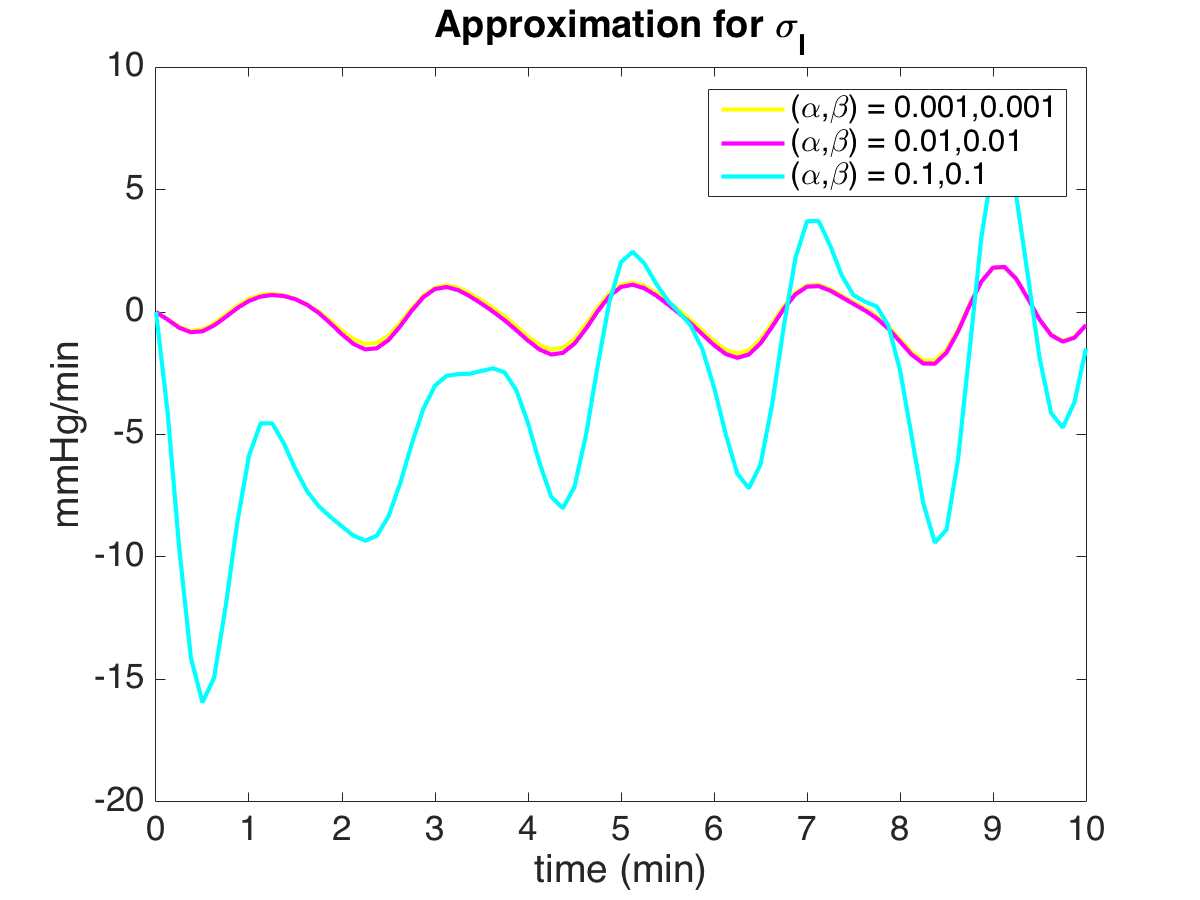 Approximation for σ_l
10
5
0
-5
-10
-15
-20
mmHg/min
(α,β) = 0.001,0.001
(α,β) = 0.01,0.01
(α,β) = 0.1,0.1
0 1 2 3 4 5 6 7 8 9 10
time (min)